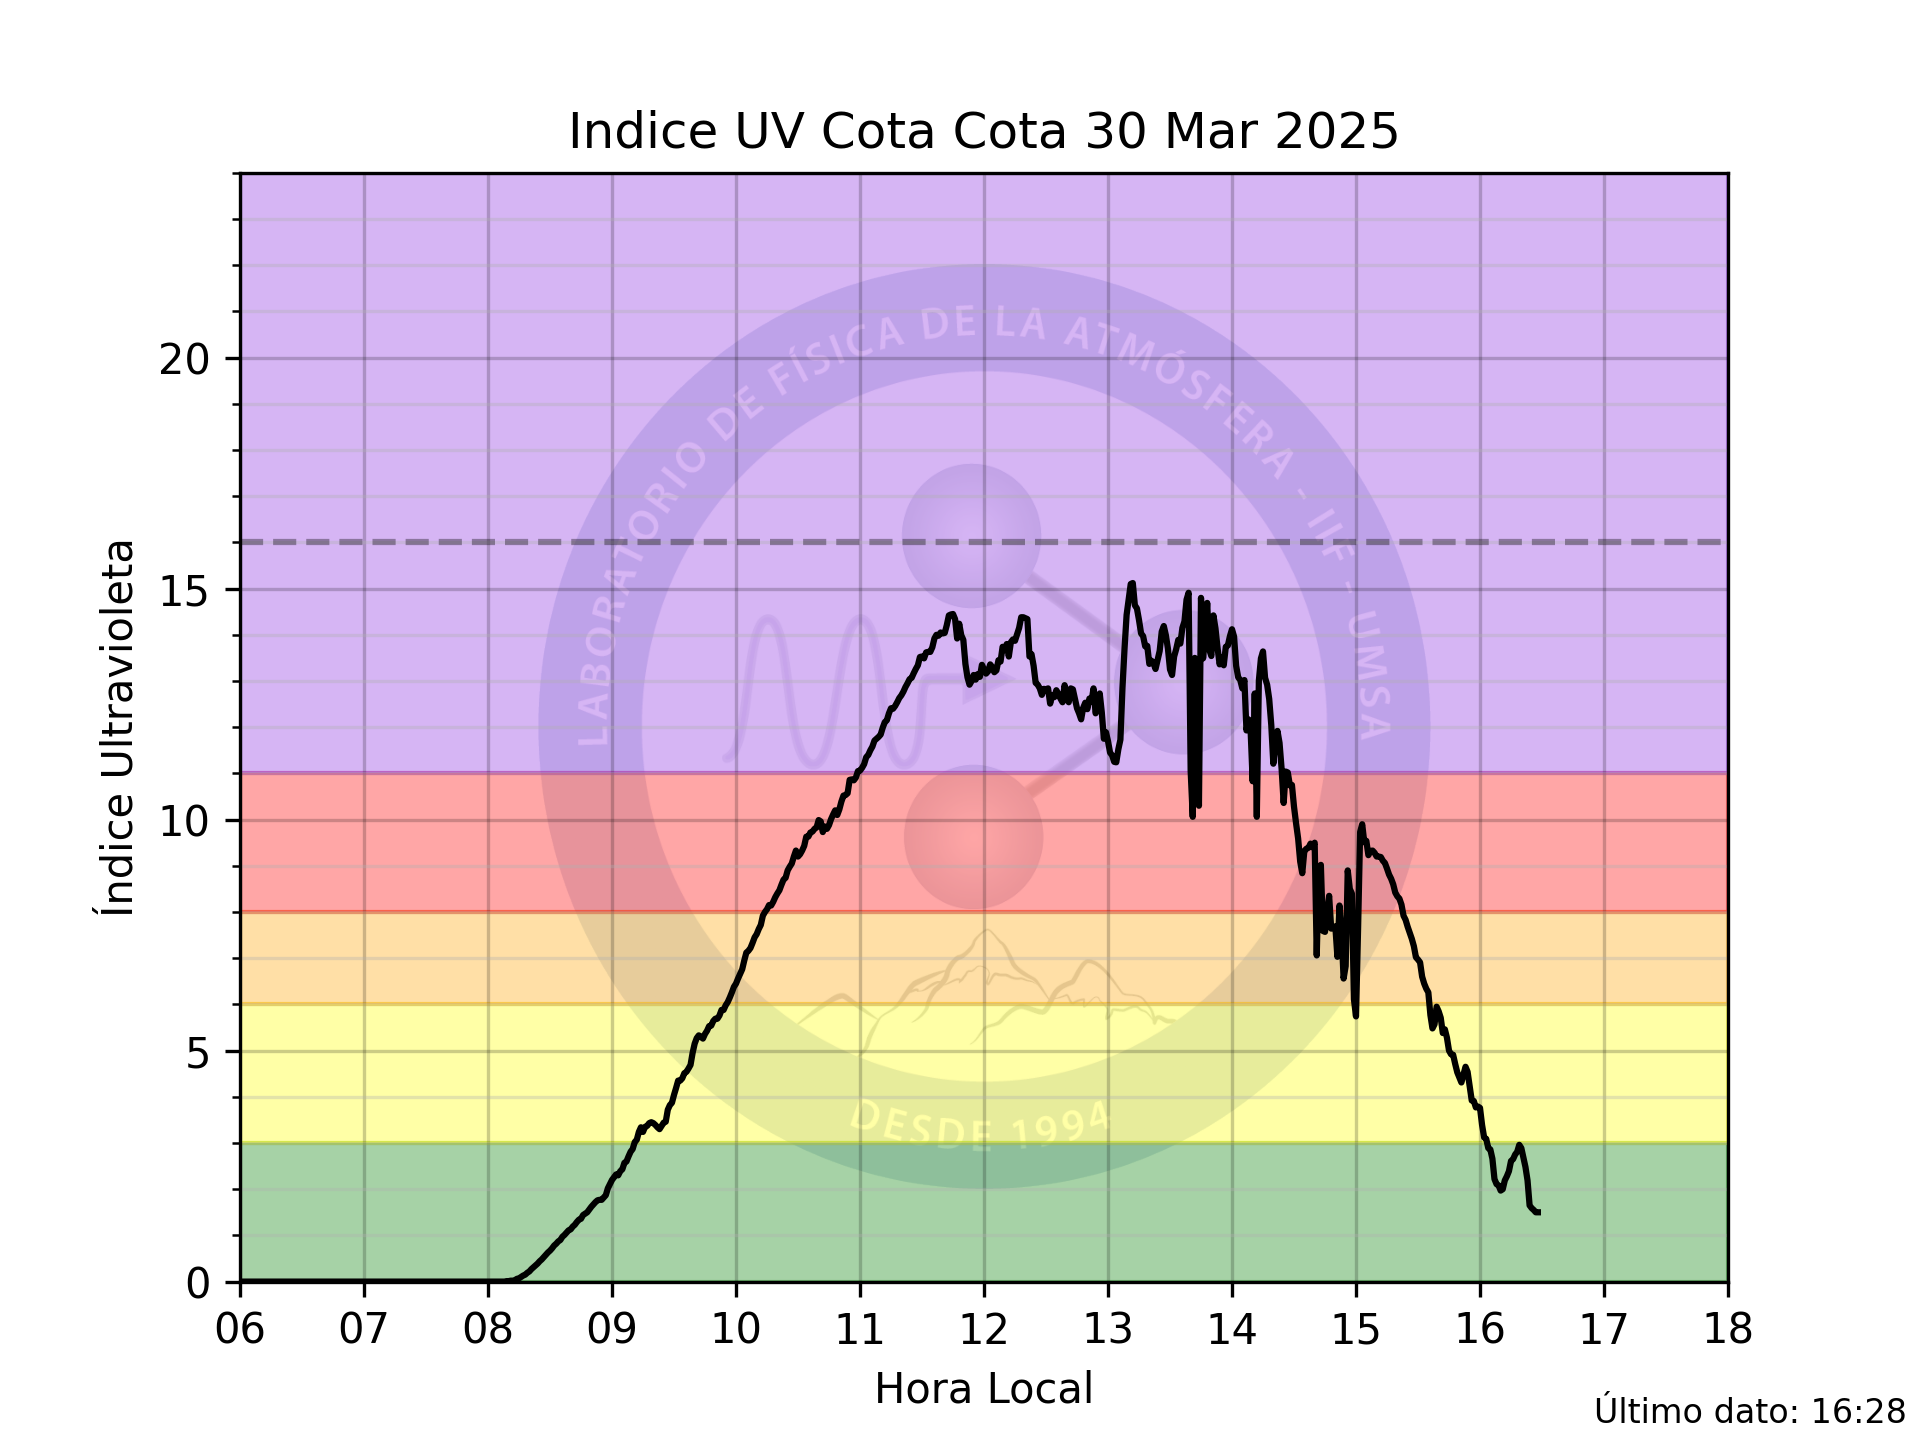 Indice UV Cota Cota 30 Mar 2025
LABORATORIO DE FÍSICA DE LA ATMÓSFERA - IIF - UMSA
20
15
10
5
0
Índice Ultravioleta
DESDE 1994
06 07 08 09 10 11 12 13 14 15 16 17 18
Hora Local
Último dato: 16:28